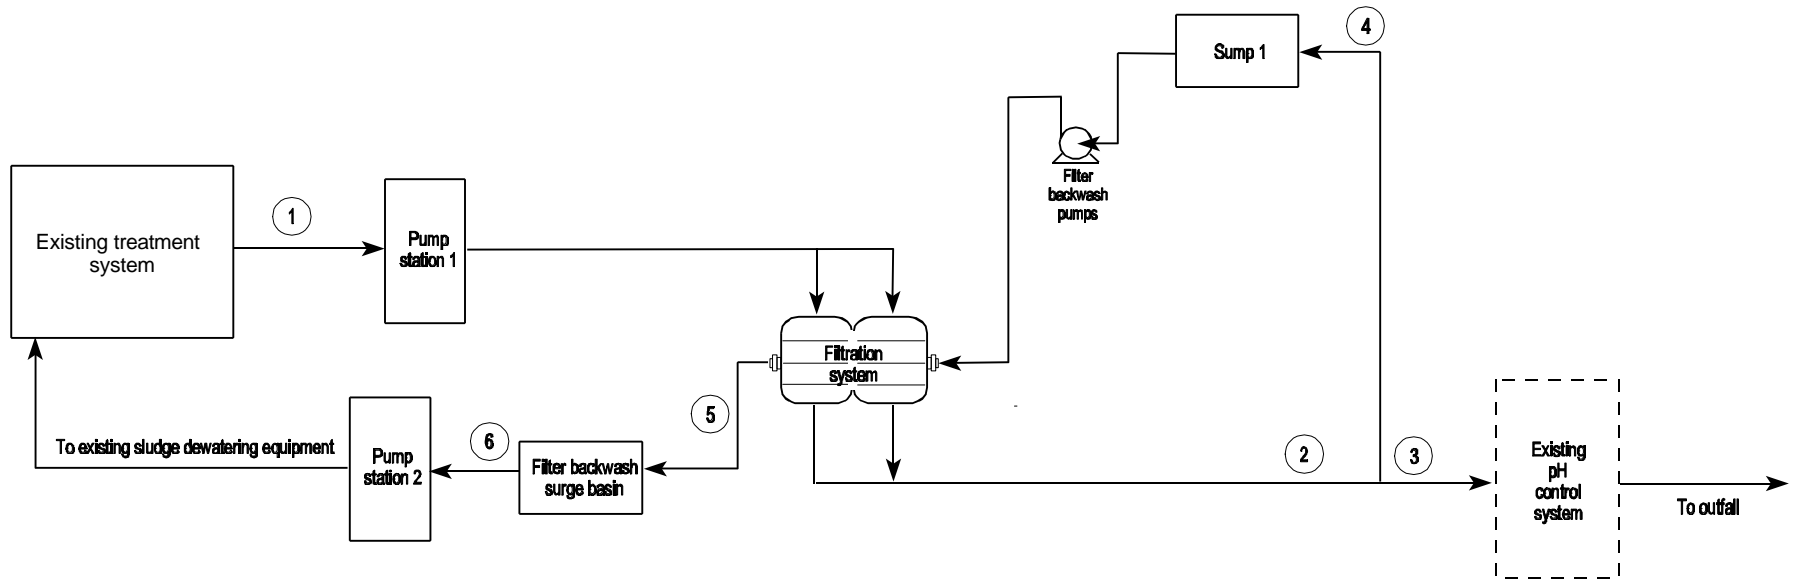 4
Sump 1
Filter
backwash
pumps
1
Existing treatment
system
Pump
station 1
Filtration
system
5
2
3
6
To existing sludge dewatering equipment
Pump
station 2
Filter backwash
surge basin
Existing
pH
control
system
To outfall